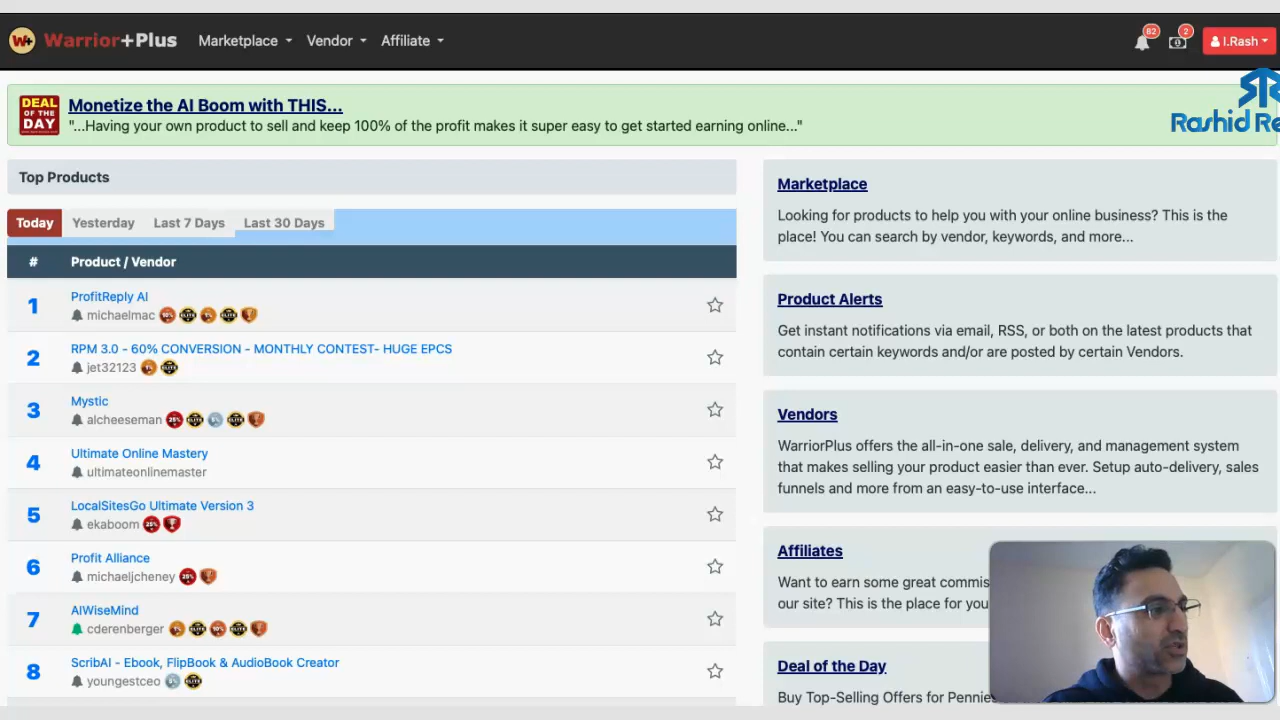 Warrior+Plus Marketplace Vendor Affiliate 82 2 I.Rash
DEAL OF THE DAY
Monetize the AI Boom with THIS...
"...Having your own product to sell and keep 100% of the profit makes it super easy to get started earning online..."
Rashid Re
Top Products
Today Yesterday Last 7 Days Last 30 Days
# Product / Vendor
1 ProfitReply AI
michaelmac
2 RPM 3.0 - 60% CONVERSION - MONTHLY CONTEST- HUGE EPCS
jet32123
3 Mystic
alcheeseman
4 Ultimate Online Mastery
ultimateonlinemaster
5 LocalSitesGo Ultimate Version 3
ekaboom
6 Profit Alliance
michaeljcheney
7 AIWiseMind
cderenberger
8 ScribAI - Ebook, FlipBook & AudioBook Creator
youngestceo
Marketplace
Looking for products to help you with your online business? This is the
place! You can search by vendor, keywords, and more...
Product Alerts
Get instant notifications via email, RSS, or both on the latest products that
contain certain keywords and/or are posted by certain Vendors.
Vendors
WarriorPlus offers the all-in-one sale, delivery, and management system
that makes selling your product easier than ever. Setup auto-delivery, sales
funnels and more from an easy-to-use interface...
Affiliates
Want to earn some great commis
our site? This is the place for you
Deal of the Day
Buy Top-Selling Offers for Pennies